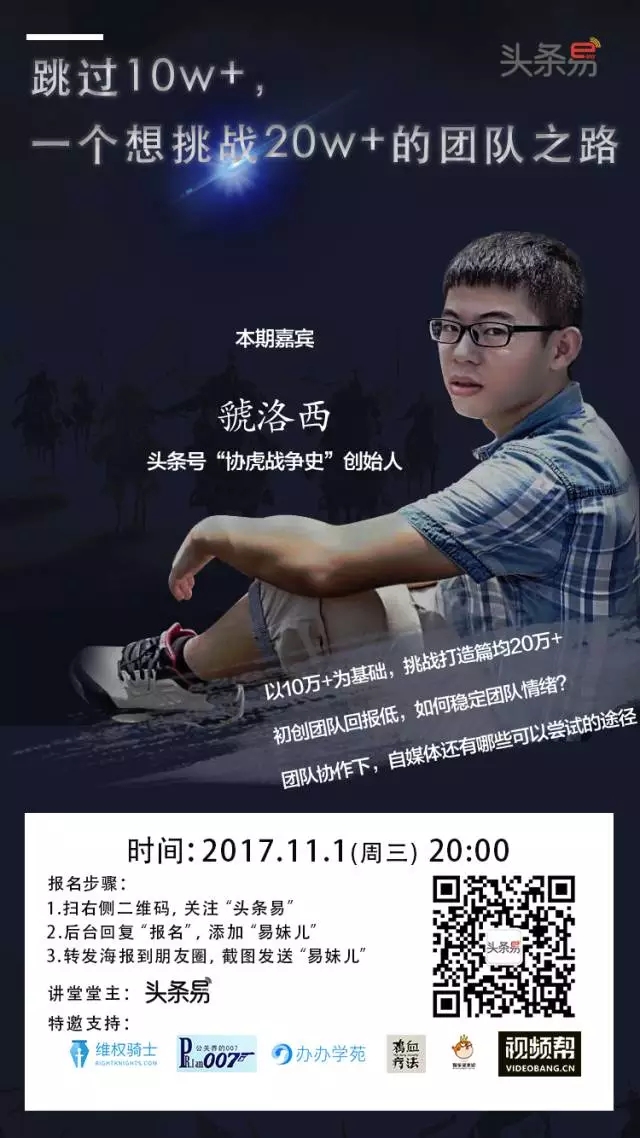 头条易
跳过10w+，
一个想挑战20w+的团队之路
本期嘉宾
虢洛西
头条号“协虎战争史”创始人
以10万+为基础，挑战打造篇均20万+
初创团队回报低，如何稳定团队情绪？
团队协作下，自媒体还有哪些可以尝试的途径
时间: 2017.11.1(周三) 20:00
报名步骤：
1.扫右侧二维码, 关注“头条易”
2.后台回复“报名”, 添加“易妹儿”
3.转发海报到朋友圈, 截图发送“易妹儿”
头条易
讲堂堂主： 头条易
特邀支持：
维权骑士
RIGHTKNIGHTS.COM
公关界的007
PR.Ian007
办办学苑
鸡血疗法
视频帮
VIDEOBANG.CN